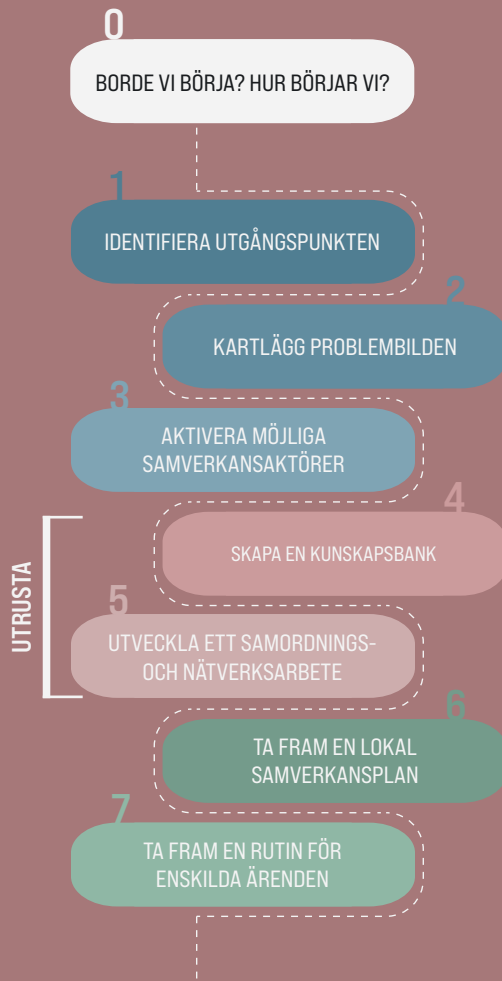 0
BORDE VI BÖRJA? HUR BÖRJAR VI?
1
IDENTIFIERA UTGÅNGSPUNKTEN
2
KARTLÄGG PROBLEMBILDEN
3
AKTIVERA MÖJLIGA
SAMVERKANSAKTÖRER
4
SKAPA EN KUNSKAPSBANK
UTRUSTA
5
UTVECKLA ETT SAMORDNINGS-
OCH NÄTVERKSARBETE
6
TA FRAM EN LOKAL
SAMVERKANSPLAN
7
TA FRAM EN RUTIN FÖR
ENSKILDA ÄRENDEN